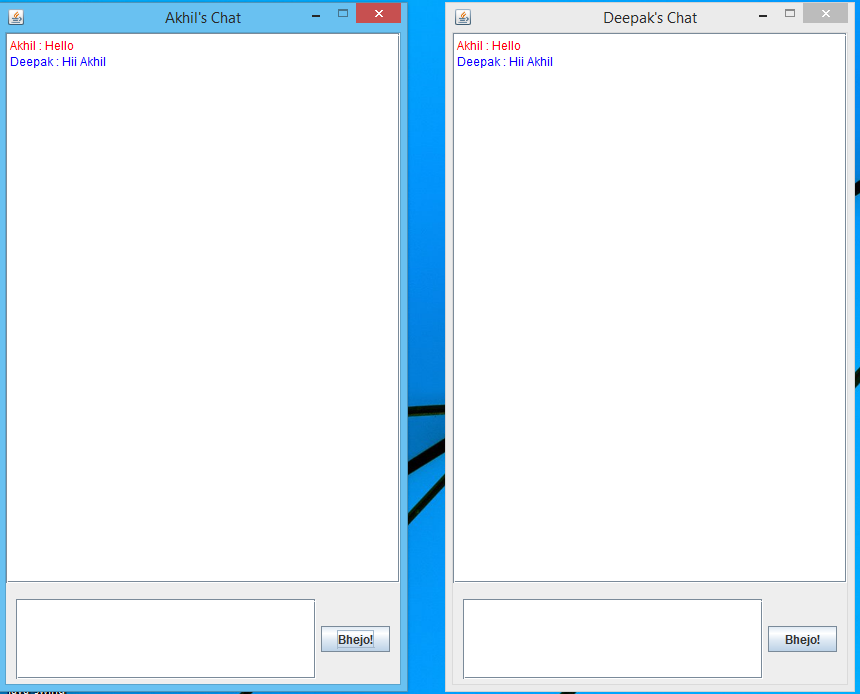 Akhil's Chat
Akhil : Hello
Deepak : Hii Akhil
Bhejo!
Deepak's Chat
Akhil : Hello
Deepak : Hii Akhil
Bhejo!